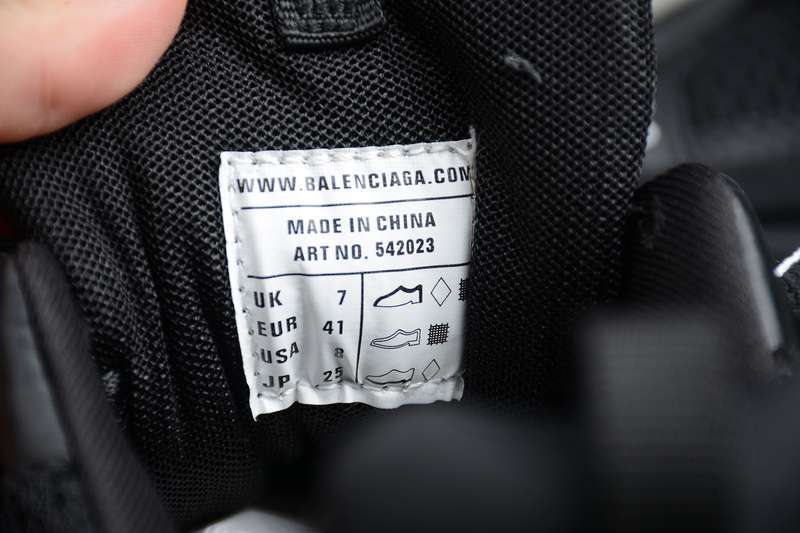 WWW.BALENCIAGA.COM
MADE IN CHINA
ART NO. 542023
UK 7
EUR 41
USA 8
JP 25